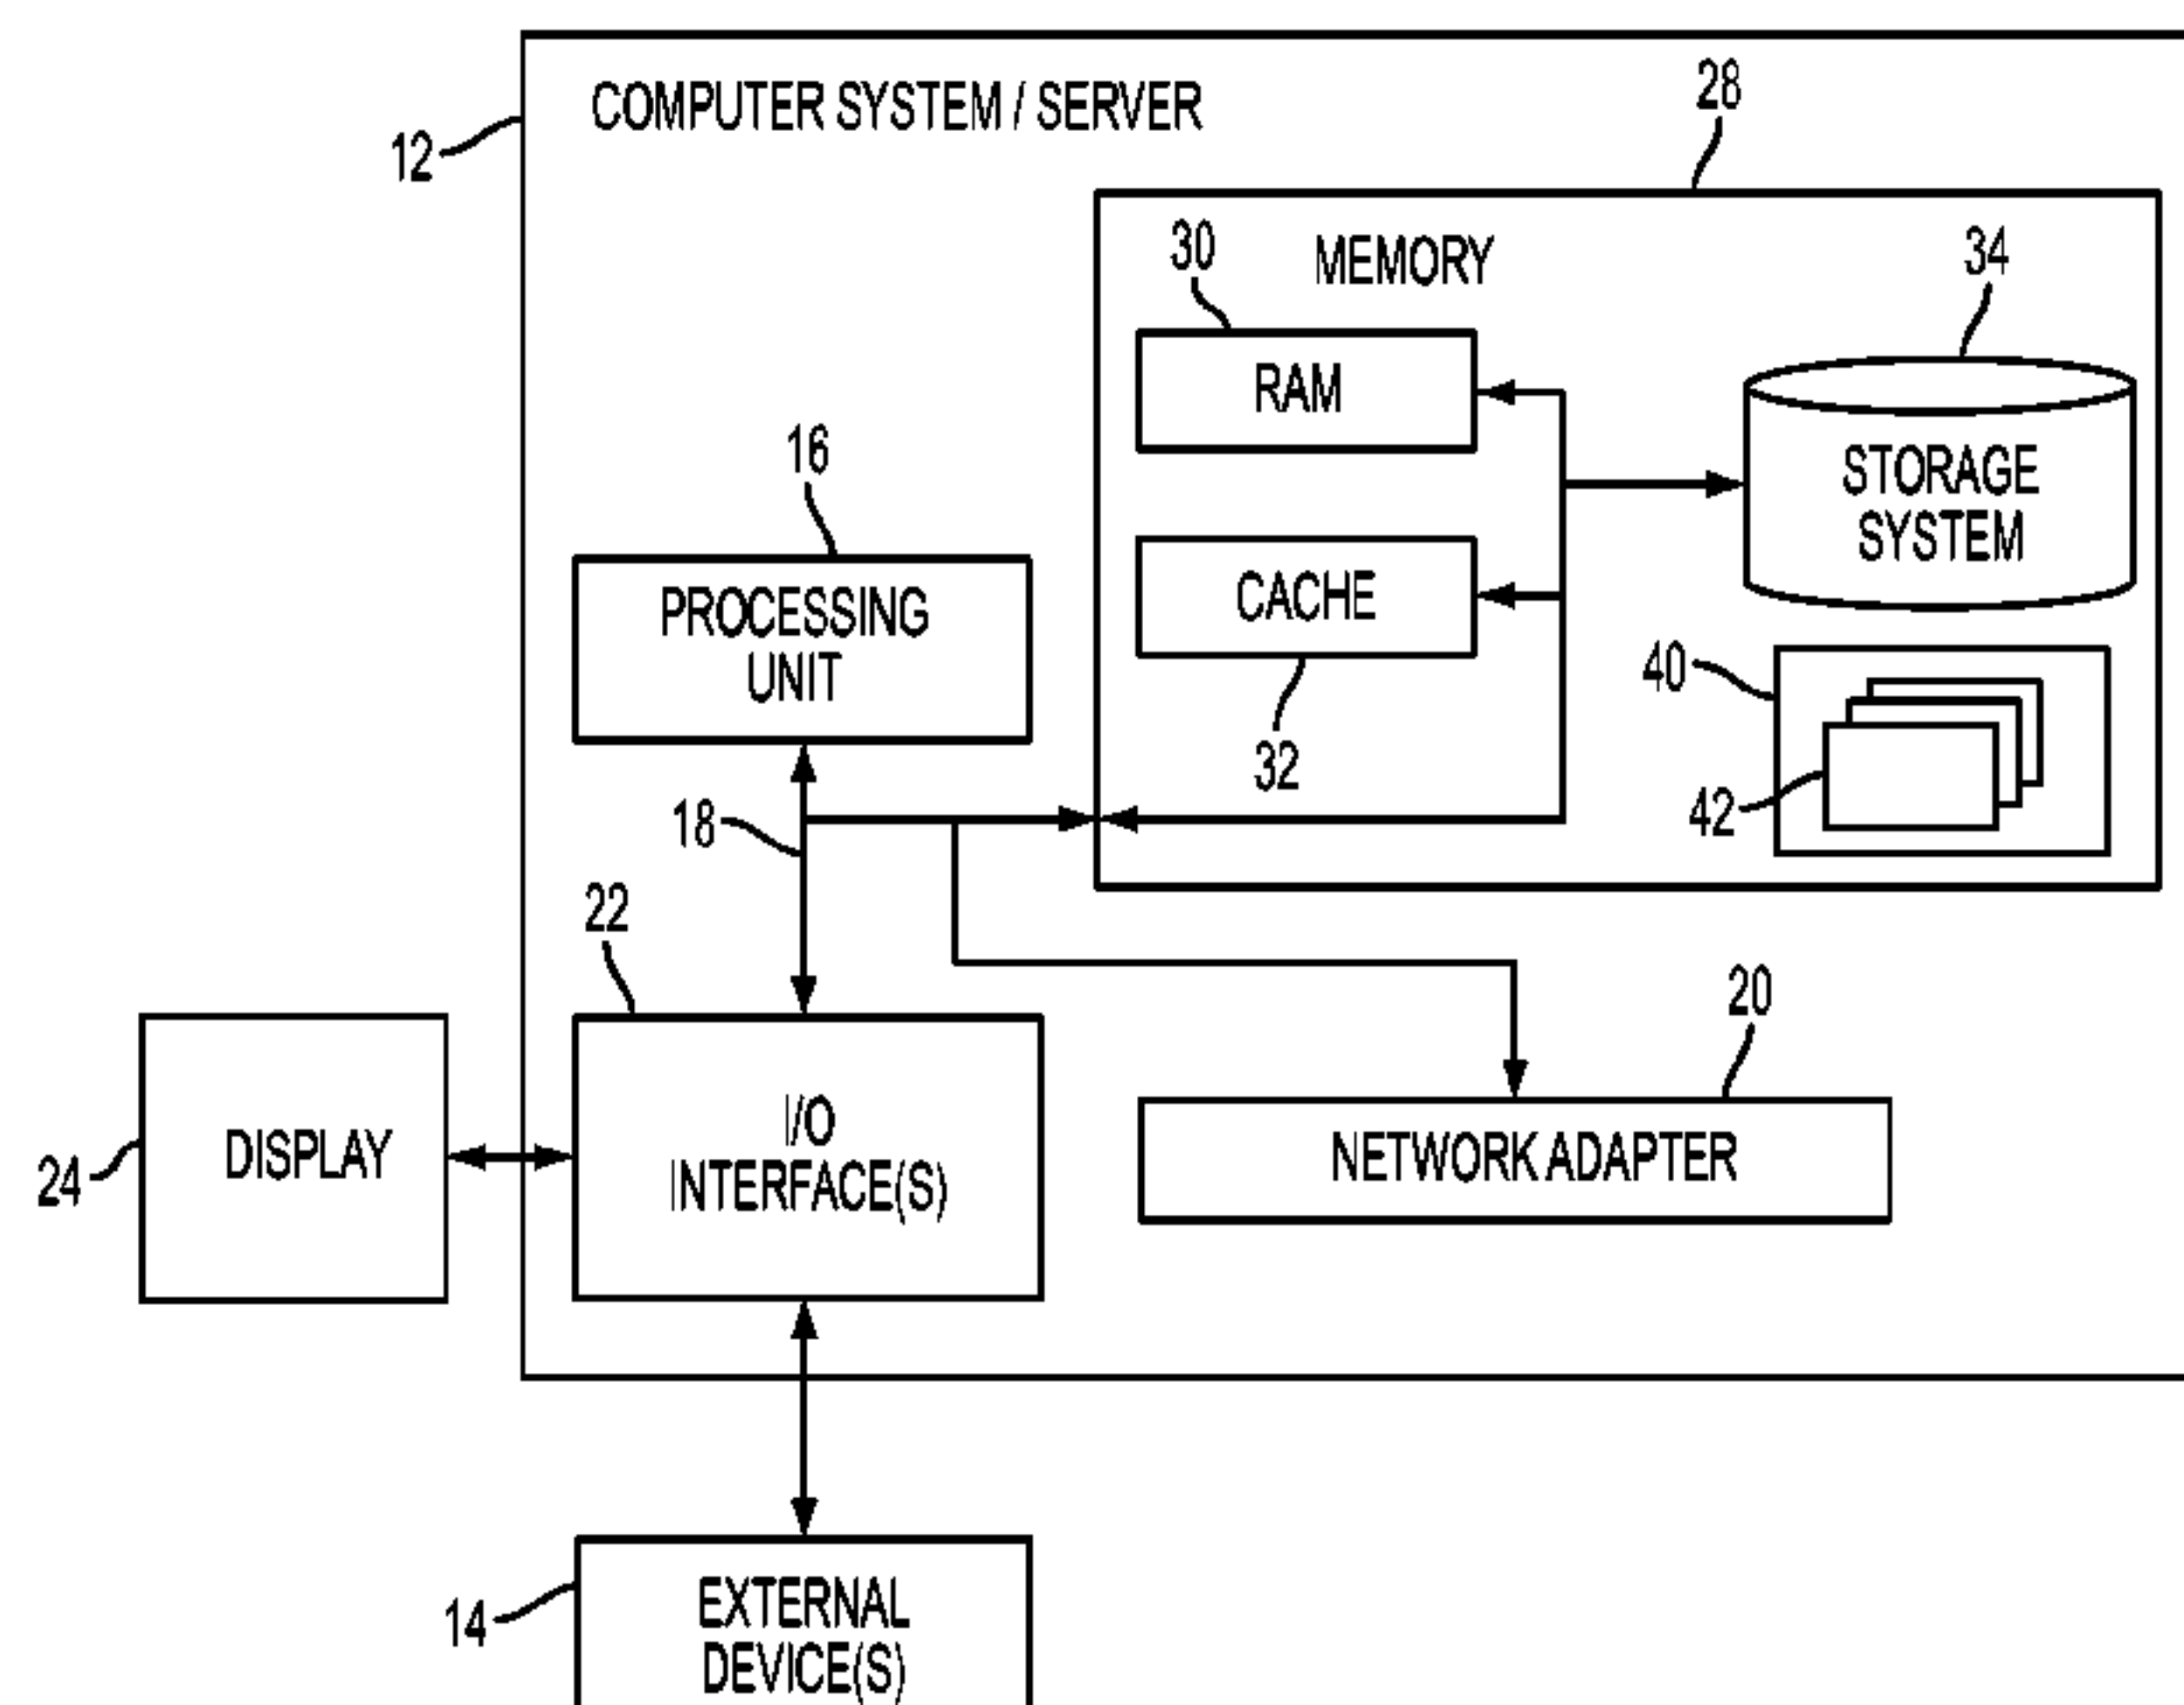 COMPUTER SYSTEM / SERVER
12
28
MEMORY
30
34
RAM
STORAGE
SYSTEM
16
PROCESSING
UNIT
CACHE
32
40
42
18
22
20
24
DISPLAY
I/O
INTERFACE(S)
NETWORK ADAPTER
14
EXTERNAL
DEVICE(S)